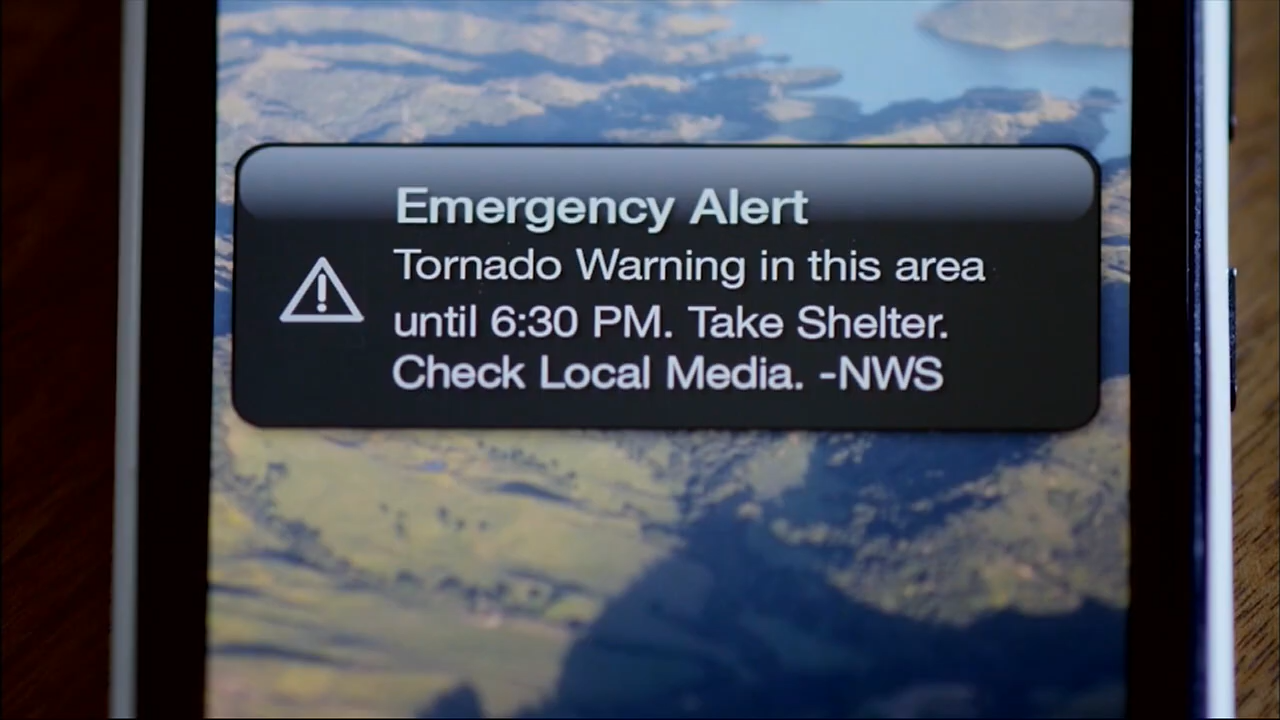 Emergency Alert
Tornado Warning in this area
until 6:30 PM. Take Shelter.
Check Local Media. -NWS